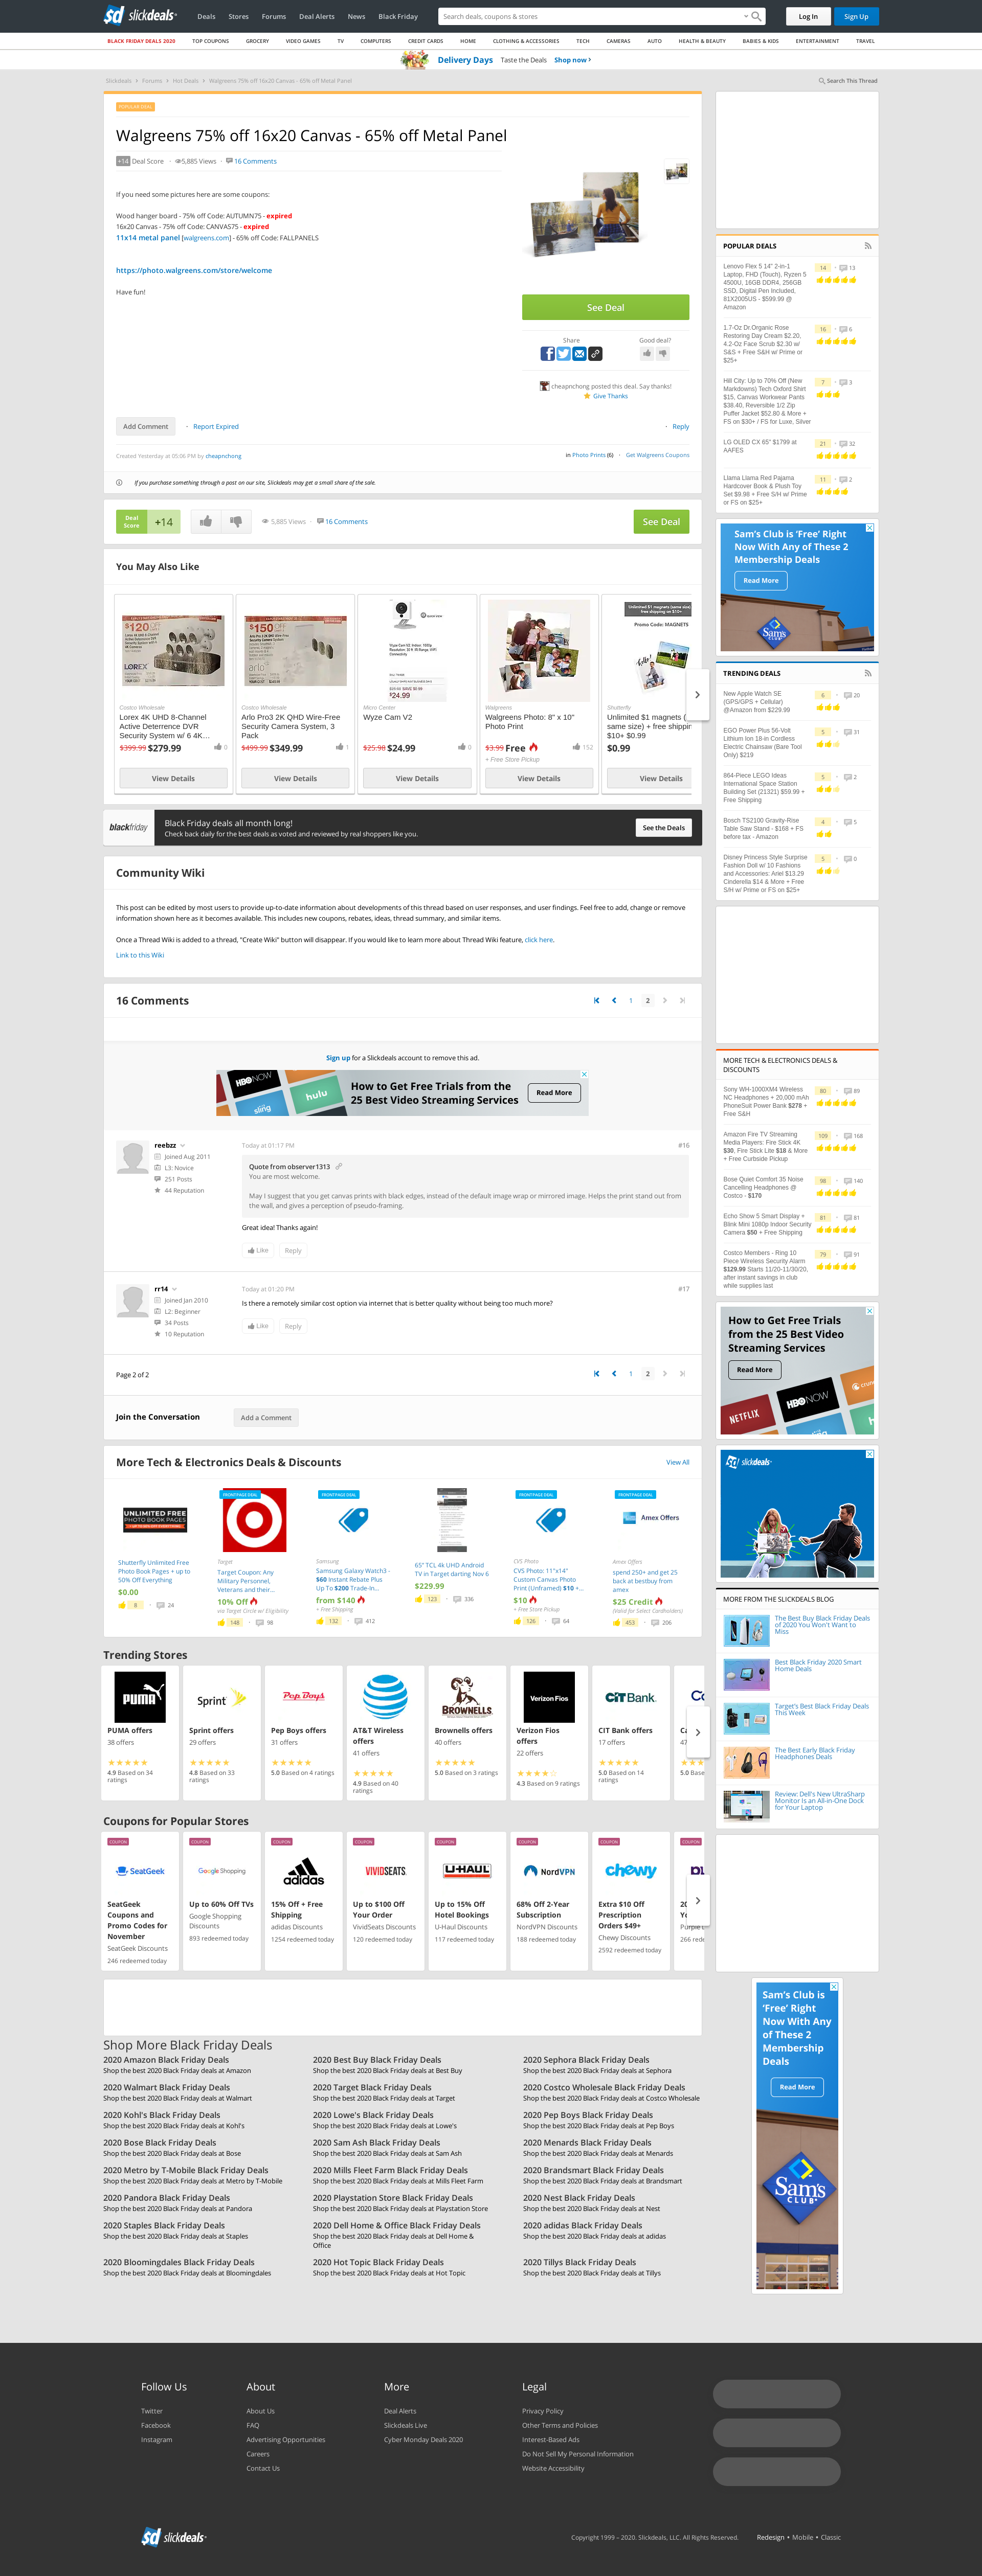 slickdeals
Deals
Stores
Forums
Deal Alerts
News
Black Friday
Search deals, coupons & stores
Log In
Sign Up
BLACK FRIDAY DEALS 2020
TOP COUPONS
GROCERY
VIDEO GAMES
TV
COMPUTERS
CREDIT CARDS
HOME
CLOTHING & ACCESSORIES
TECH
CAMERAS
AUTO
HEALTH & BEAUTY
BABIES & KIDS
ENTERTAINMENT
TRAVEL
Delivery Days Taste the Deals Shop now
Slickdeals > Forums > Hot Deals > Walgreens 75% off 16x20 Canvas - 65% off Metal Panel
Search This Thread
POPULAR DEAL
Walgreens 75% off 16x20 Canvas - 65% off Metal Panel
+14 Deal Score • 5,885 Views • 16 Comments
If you need some pictures here are some coupons:
Wood hanger board - 75% off Code: AUTUMN75 - expired
16x20 Canvas - 75% off Code: CANVAS75 - expired
11x14 metal panel [walgreens.com] - 65% off Code: FALLPANELS
https://photo.walgreens.com/store/welcome
Have fun!
See Deal
Share
Good deal?
cheapnchong posted this deal. Say thanks!
Give Thanks
Add Comment
Report Expired
Reply
Created Yesterday at 05:06 PM by cheapnchong
in Photo Prints (6) • Get Walgreens Coupons
If you purchase something through a post on our site, Slickdeals may get a small share of the sale.
Deal Score +14
5,885 Views
16 Comments
See Deal
You May Also Like
Costco Wholesale
Lorex 4K UHD 8-Channel Active Deterrence DVR Security System w/ 6 4K...
$399.99 $279.99
0
View Details
Costco Wholesale
Arlo Pro3 2K QHD Wire-Free Security Camera System, 3 Pack
$499.99 $349.99
1
View Details
Micro Center
Wyze Cam V2
$25.98 $24.99
0
View Details
Walgreens
Walgreens Photo: 8" x 10" Photo Print
$3.99 Free
152
+ Free Store Pickup
View Details
Promo Code: MAGNETS
Shutterfly
Unlimited $1 magnets (
same size) + free shippin
$10+ $0.99
$0.99
View Details
blackfriday
Black Friday deals all month long!
Check back daily for the best deals as voted and reviewed by real shoppers like you.
See the Deals
Community Wiki
This post can be edited by most users to provide up-to-date information about developments of this thread based on user responses, and user findings. Feel free to add, change or remove information shown here as it becomes available. This includes new coupons, rebates, ideas, thread summary, and similar items.
Once a Thread Wiki is added to a thread, "Create Wiki" button will disappear. If you would like to learn more about Thread Wiki feature, click here.
Link to this Wiki
16 Comments
1
2
Sign up for a Slickdeals account to remove this ad.
HBO NOW
hulu
sling
How to Get Free Trials from the 25 Best Video Streaming Services
Read More
reebzz
Joined Aug 2011
L3: Novice
251 Posts
44 Reputation
Today at 01:17 PM
#16
Quote from observer1313
You are most welcome.
May I suggest that you get canvas prints with black edges, instead of the default image wrap or mirrored image. Helps the print stand out from the wall, and gives a perception of pseudo-framing.
Great idea! Thanks again!
Like
Reply
rr14
Joined Jan 2010
L2: Beginner
34 Posts
10 Reputation
Today at 01:20 PM
#17
Is there a remotely similar cost option via internet that is better quality without being too much more?
Like
Reply
Page 2 of 2
1
2
Join the Conversation
Add a Comment
More Tech & Electronics Deals & Discounts
View All
UNLIMITED FREE
PHOTO BOOK PAGES
Shutterfly Unlimited Free Photo Book Pages + up to 50% Off Everything
$0.00
8
24
FRONTPAGE DEAL
Target
Target Coupon: Any Military Personnel, Veterans and their...
10% Off
via Target Circle w/ Eligibility
148
98
FRONTPAGE DEAL
Samsung
Samsung Galaxy Watch3 - $60 Instant Rebate Plus Up To $200 Trade-In...
from $140
+ Free Shipping
132
412
65" TCL 4k UHD Android TV in Target darting Nov 6
$229.99
123
336
FRONTPAGE DEAL
CVS Photo
CVS Photo: 11"x14" Custom Canvas Photo Print (Unframed) $10 +...
$10
+ Free Store Pickup
126
64
FRONTPAGE DEAL
Amex Offers
Amex Offers
spend 250+ and get 25 back at bestbuy from amex
$25 Credit
(Valid for Select Cardholders)
453
206
Trending Stores
PUMA
PUMA offers
38 offers
4.9 Based on 34 ratings
Sprint
Sprint offers
29 offers
4.8 Based on 33 ratings
Pep Boys
Pep Boys offers
31 offers
5.0 Based on 4 ratings
AT&T Wireless offers
41 offers
4.9 Based on 40 ratings
BROWNELLS
Brownells offers
40 offers
5.0 Based on 3 ratings
Verizon Fios
Verizon Fios offers
22 offers
4.3 Based on 9 ratings
CIT BANK
CIT Bank offers
17 offers
5.0 Based on 14 ratings
Ca
47
5.0 Base
Coupons for Popular Stores
COUPON
SeatGeek
SeatGeek Coupons and Promo Codes for November
SeatGeek Discounts
246 redeemed today
COUPON
Google Shopping
Up to 60% Off TVs
Google Shopping Discounts
893 redeemed today
COUPON
adidas
15% Off + Free Shipping
adidas Discounts
1254 redeemed today
COUPON
VIVIDSEATS
Up to $100 Off Your Order
VividSeats Discounts
120 redeemed today
COUPON
U-HAUL
Up to 15% Off Hotel Bookings
U-Haul Discounts
117 redeemed today
COUPON
NordVPN
68% Off 2-Year Subscription
NordVPN Discounts
188 redeemed today
COUPON
chewy
Extra $10 Off Prescription Orders $49+
Chewy Discounts
2592 redeemed today
COUPON
20
Yo
Purple
266 rede
Shop More Black Friday Deals
2020 Amazon Black Friday Deals
Shop the best 2020 Black Friday deals at Amazon
2020 Best Buy Black Friday Deals
Shop the best 2020 Black Friday deals at Best Buy
2020 Sephora Black Friday Deals
Shop the best 2020 Black Friday deals at Sephora
2020 Walmart Black Friday Deals
Shop the best 2020 Black Friday deals at Walmart
2020 Target Black Friday Deals
Shop the best 2020 Black Friday deals at Target
2020 Costco Wholesale Black Friday Deals
Shop the best 2020 Black Friday deals at Costco Wholesale
2020 Kohl's Black Friday Deals
Shop the best 2020 Black Friday deals at Kohl's
2020 Lowe's Black Friday Deals
Shop the best 2020 Black Friday deals at Lowe's
2020 Pep Boys Black Friday Deals
Shop the best 2020 Black Friday deals at Pep Boys
2020 Bose Black Friday Deals
Shop the best 2020 Black Friday deals at Bose
2020 Sam Ash Black Friday Deals
Shop the best 2020 Black Friday deals at Sam Ash
2020 Menards Black Friday Deals
Shop the best 2020 Black Friday deals at Menards
2020 Metro by T-Mobile Black Friday Deals
Shop the best 2020 Black Friday deals at Metro by T-Mobile
2020 Mills Fleet Farm Black Friday Deals
Shop the best 2020 Black Friday deals at Mills Fleet Farm
2020 Brandsmart Black Friday Deals
Shop the best 2020 Black Friday deals at Brandsmart
2020 Pandora Black Friday Deals
Shop the best 2020 Black Friday deals at Pandora
2020 Playstation Store Black Friday Deals
Shop the best 2020 Black Friday deals at Playstation Store
2020 Nest Black Friday Deals
Shop the best 2020 Black Friday deals at Nest
2020 Staples Black Friday Deals
Shop the best 2020 Black Friday deals at Staples
2020 Dell Home & Office Black Friday Deals
Shop the best 2020 Black Friday deals at Dell Home & Office
2020 adidas Black Friday Deals
Shop the best 2020 Black Friday deals at adidas
2020 Bloomingdales Black Friday Deals
Shop the best 2020 Black Friday deals at Bloomingdales
2020 Hot Topic Black Friday Deals
Shop the best 2020 Black Friday deals at Hot Topic
2020 Tillys Black Friday Deals
Shop the best 2020 Black Friday deals at Tillys
POPULAR DEALS
Lenovo Flex 5 14" 2-in-1 Laptop, FHD (Touch), Ryzen 5 4500U, 16GB DDR4, 256GB SSD, Digital Pen Included, 81X2005US - $599.99 @ Amazon
14
13
1.7-Oz Dr.Organic Rose Restoring Day Cream $2.20, 4.2-Oz Face Scrub $2.30 w/ S&S + Free S&H w/ Prime or $25+
16
6
Hill City: Up to 70% Off (New Markdowns) Tech Oxford Shirt $15, Canvas Workwear Pants $38.40, Reversible 1/2 Zip Puffer Jacket $52.80 & More + FS on $30+ / FS for Luxe, Silver
7
3
LG OLED CX 65" $1799 at AAFES
21
32
Llama Llama Red Pajama Hardcover Book & Plush Toy Set $9.98 + Free S/H w/ Prime or FS on $25+
11
2
Sam's Club is 'Free' Right Now With Any of These 2 Membership Deals
Read More
Sam's
TRENDING DEALS
New Apple Watch SE (GPS/GPS + Cellular) @Amazon from $229.99
6
20
EGO Power Plus 56-Volt Lithium Ion 18-in Cordless Electric Chainsaw (Bare Tool Only) $219
5
31
864-Piece LEGO Ideas International Space Station Building Set (21321) $59.99 + Free Shipping
5
2
Bosch TS2100 Gravity-Rise Table Saw Stand - $168 + FS before tax - Amazon
4
5
Disney Princess Style Surprise Fashion Doll w/ 10 Fashions and Accessories: Ariel $13.29 Cinderella $14 & More + Free S/H w/ Prime or FS on $25+
5
0
MORE TECH & ELECTRONICS DEALS & DISCOUNTS
Sony WH-1000XM4 Wireless NC Headphones + 20,000 mAh PhoneSuit Power Bank $278 + Free S&H
80
89
Amazon Fire TV Streaming Media Players: Fire Stick 4K $30, Fire Stick Lite $18 & More + Free Curbside Pickup
109
168
Bose Quiet Comfort 35 Noise Cancelling Headphones @ Costco - $170
98
140
Echo Show 5 Smart Display + Blink Mini 1080p Indoor Security Camera $50 + Free Shipping
81
81
Costco Members - Ring 10 Piece Wireless Security Alarm $129.99 Starts 11/20-11/30/20, after instant savings in club while supplies last
79
91
How to Get Free Trials from the 25 Best Video Streaming Services
Read More
NETFLIX
HBO NOW
crunchy
slickdeals
MORE FROM THE SLICKDEALS BLOG
The Best Buy Black Friday Deals of 2020 You Won't Want to Miss
Best Black Friday 2020 Smart Home Deals
Target's Best Black Friday Deals This Week
The Best Early Black Friday Headphones Deals
Review: Dell's New UltraSharp Monitor Is an All-in-One Dock for Your Laptop
Sam's Club is 'Free' Right Now With Any of These 2 Membership Deals
Read More
Sam's CLUB
Follow Us
Twitter
Facebook
Instagram
About
About Us
FAQ
Advertising Opportunities
Careers
Contact Us
More
Deal Alerts
Slickdeals Live
Cyber Monday Deals 2020
Legal
Privacy Policy
Other Terms and Policies
Interest-Based Ads
Do Not Sell My Personal Information
Website Accessibility
slickdeals
Copyright 1999 - 2020. Slickdeals, LLC. All Rights Reserved.
Redesign • Mobile • Classic